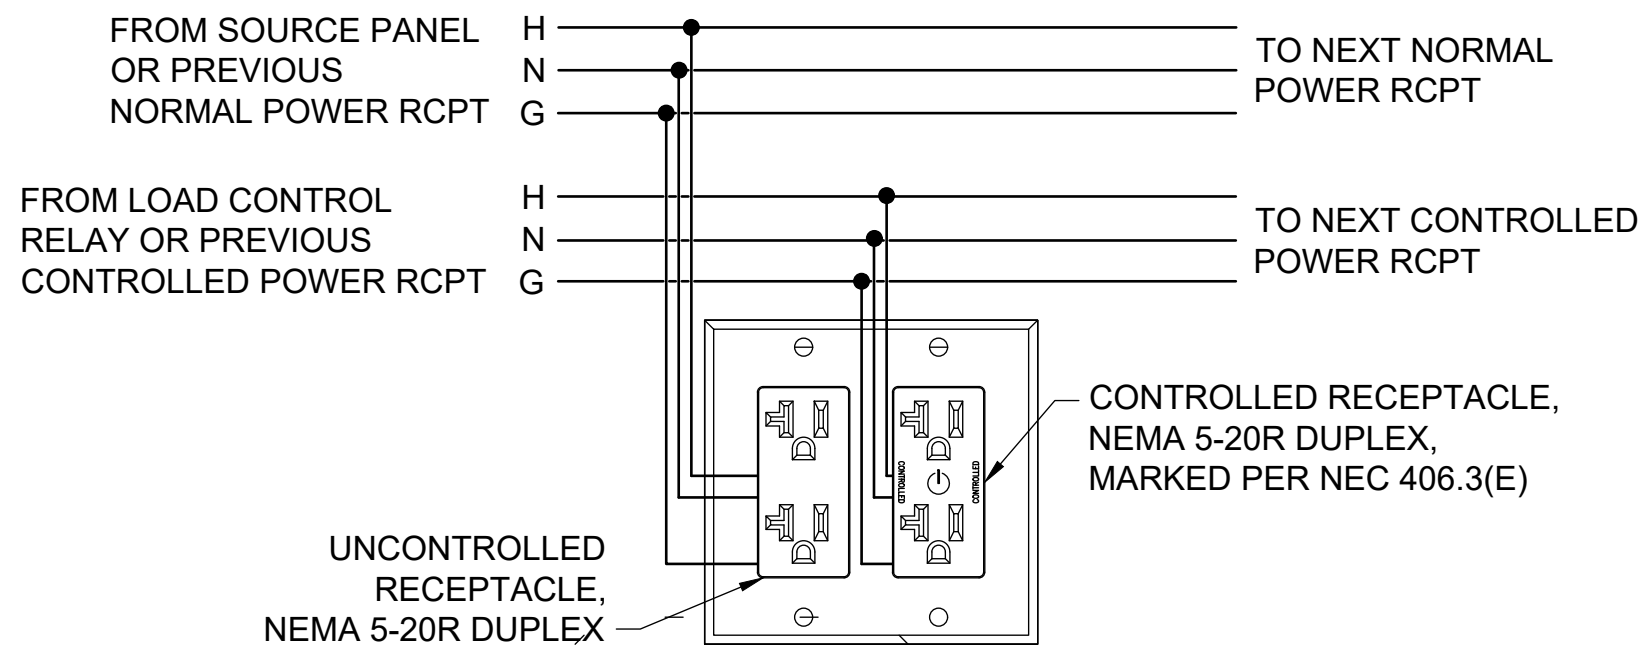 FROM SOURCE PANEL
OR PREVIOUS
NORMAL POWER RCPT
H
N
G
TO NEXT NORMAL
POWER RCPT
FROM LOAD CONTROL
RELAY OR PREVIOUS
CONTROLLED POWER RCPT
H
N
G
TO NEXT CONTROLLED
POWER RCPT
CONTROLLED RECEPTACLE,
NEMA 5-20R DUPLEX,
MARKED PER NEC 406.3(E)
CONTROLLED
CONTROLLED
UNCONTROLLED
RECEPTACLE,
NEMA 5-20R DUPLEX